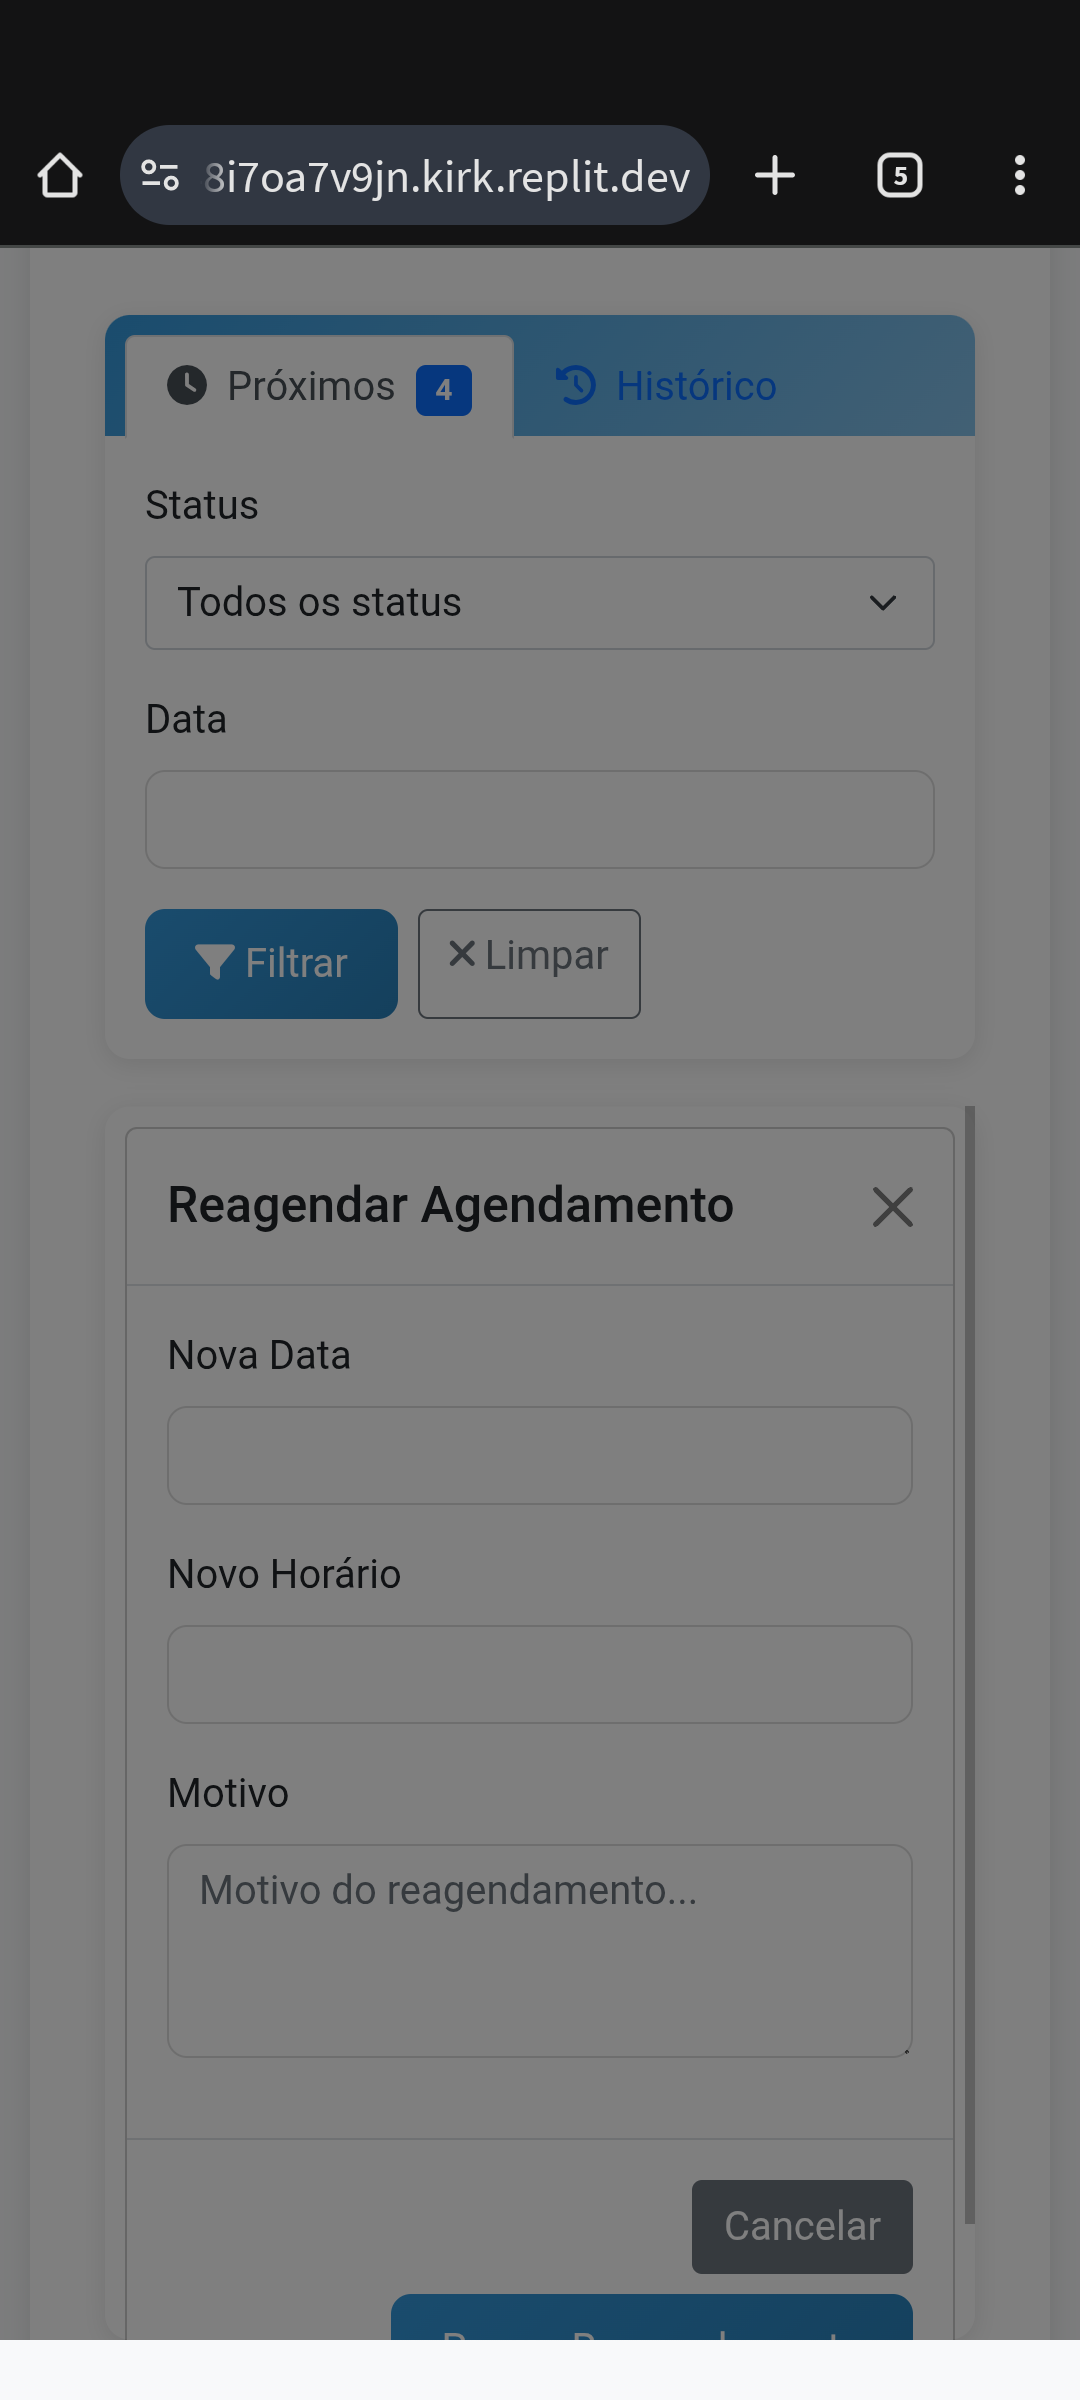 8i7oa7v9jn.kirk.replit.dev
5
Próximos 4
Histórico
Status
Todos os status
Data
Filtrar
Limpar
Reagendar Agendamento
Nova Data
Novo Horário
Motivo
Motivo do reagendamento...
Cancelar